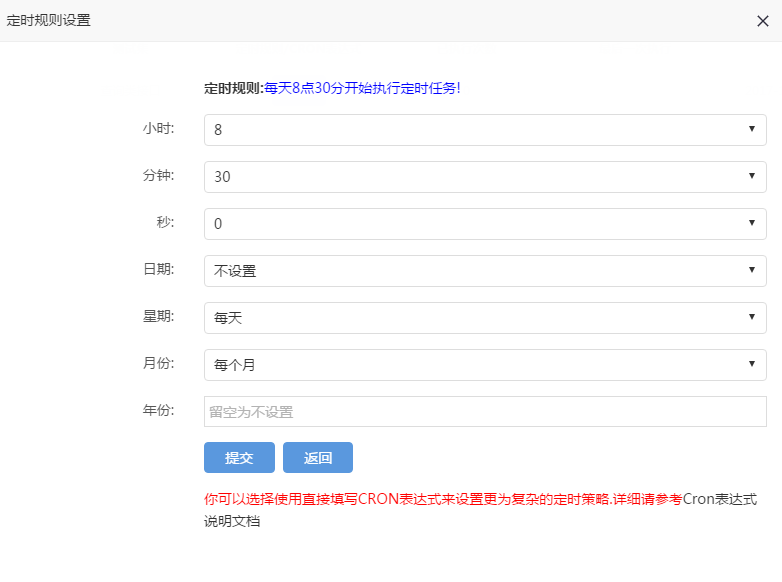 定时规则设置
定时规则:每天8点30分开始执行定时任务!
小时: 8
分钟: 30
秒: 0
日期: 不设置
星期: 每天
月份: 每个月
年份: 留空为不设置
提交 返回
你可以选择使用直接填写CRON表达式来设置更为复杂的定时策略.详细请参考Cron表达式
说明文档